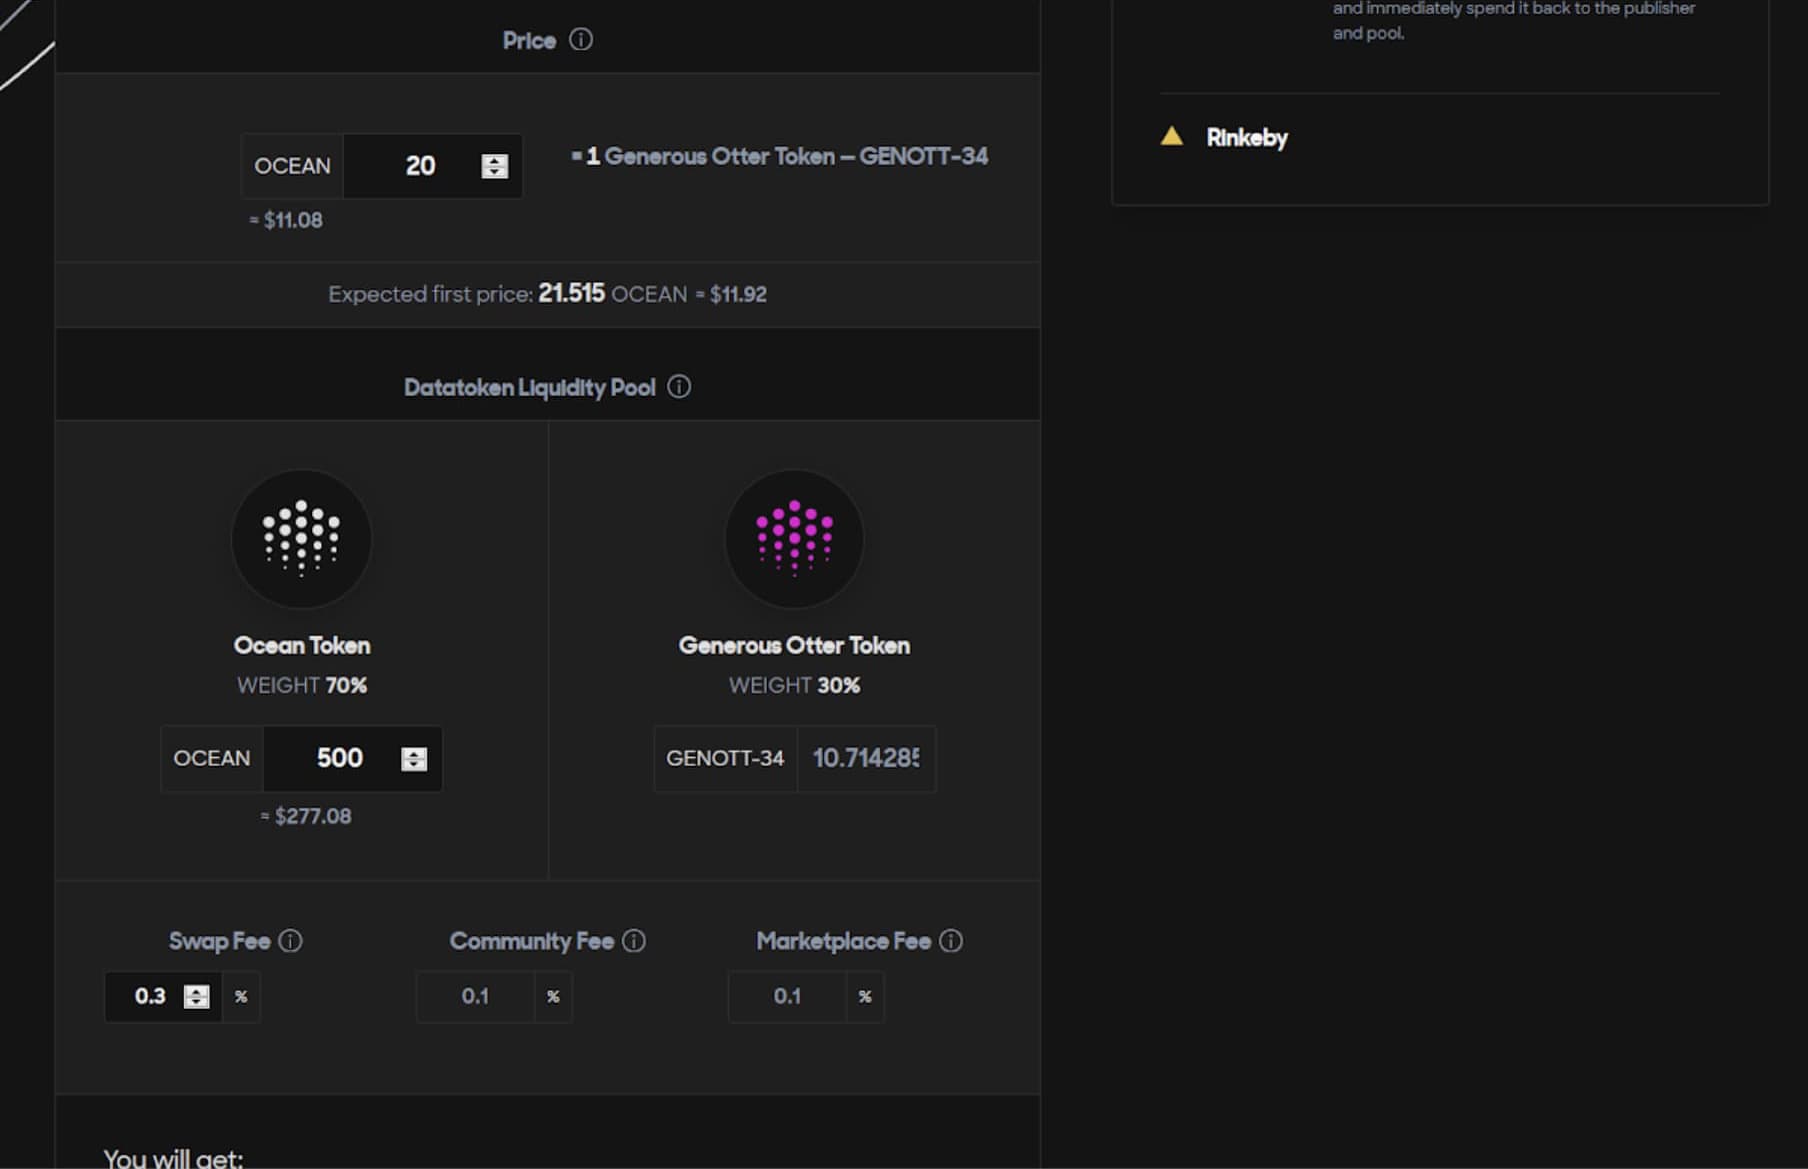 Price
OCEAN 20
= 1 Generous Otter Token — GENOTT-34
≈ $11.08
Expected first price: 21.515 OCEAN ≈ $11.92
Datatoken Liquidity Pool
Ocean Token
WEIGHT 70%
OCEAN 500
≈ $277.08
Generous Otter Token
WEIGHT 30%
GENOTT-34 10.714285
Swap Fee
0.3 %
Community Fee
0.1 %
Marketplace Fee
0.1 %
You will get:
and immediately spend it back to the publisher
and pool.
Rinkeby